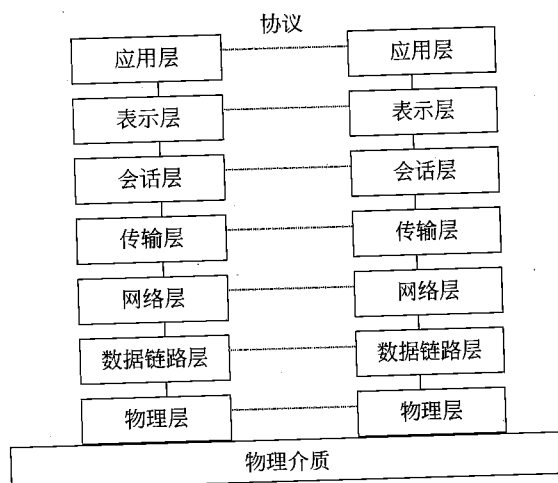 协议
应用层 应用层
表示层 表示层
会话层 会话层
传输层 传输层
网络层 网络层
数据链路层 数据链路层
物理层 物理层
物理介质